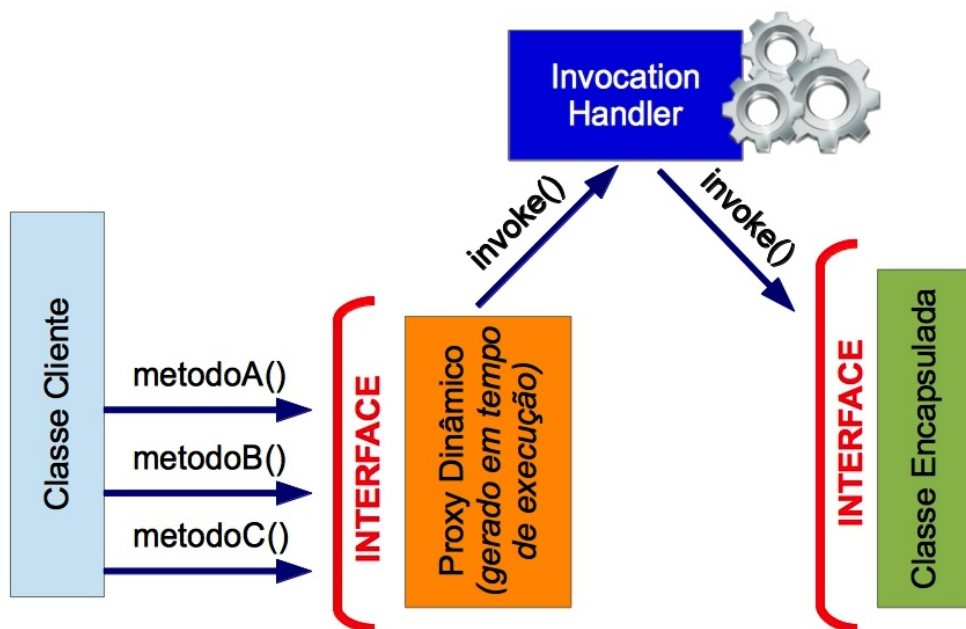 Invocation
Handler
invoke()
invoke()
Classe Cliente
metodoA()
metodoB()
metodoC()
INTERFACE
Proxy Dinâmico
(gerado em tempo
de execução)
INTERFACE
Classe Encapsulada